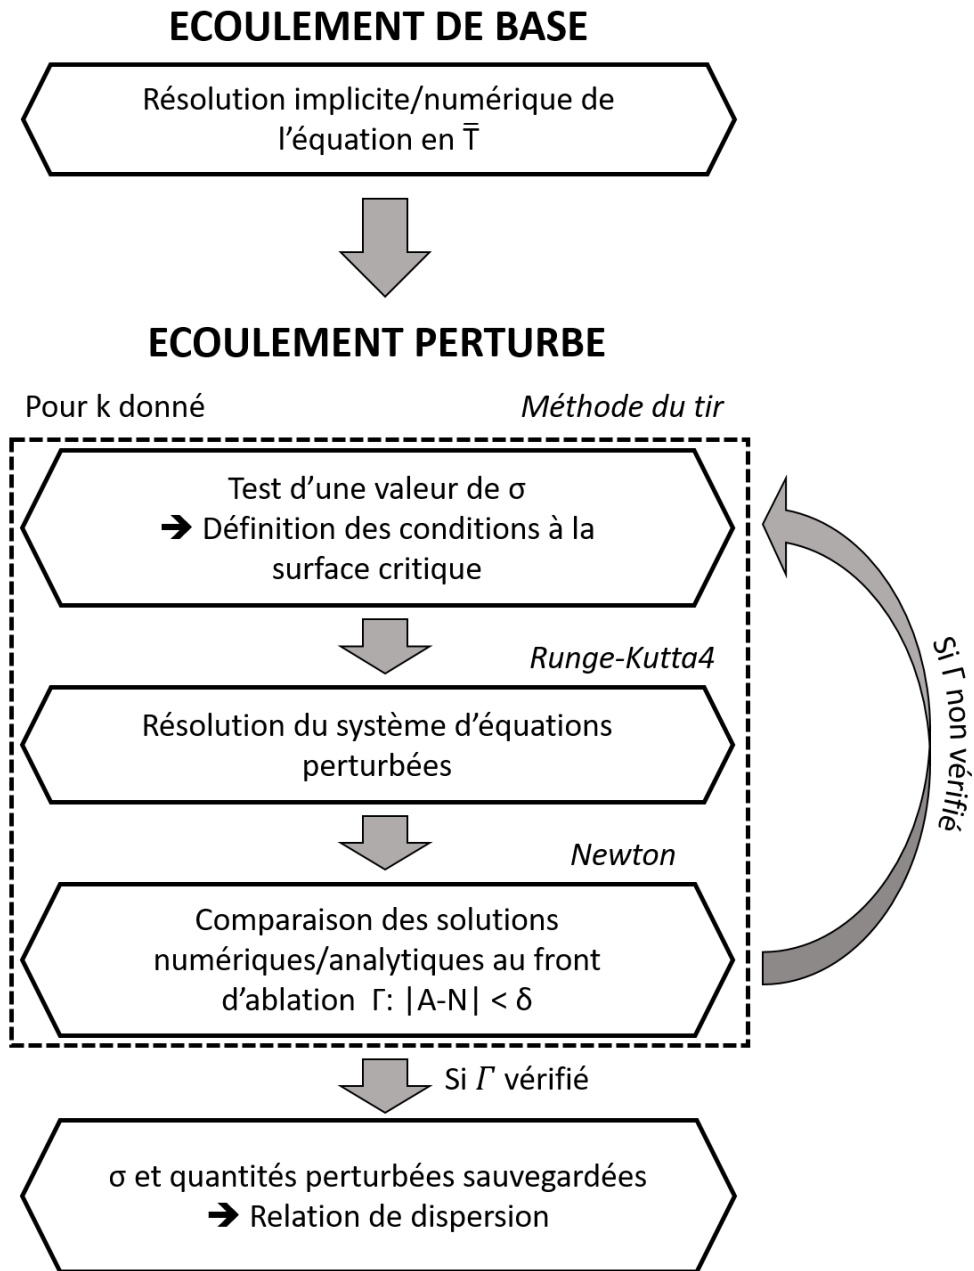 ECOULEMENT DE BASE
Résolution implicite/numérique de
l'équation en T̿
ECOULEMENT PERTURBE
Pour k donné
Méthode du tir
Test d'une valeur de σ
➔ Définition des conditions à la
surface critique
Runge-Kutta4
Résolution du système d'équations
perturbées
Newton
Comparaison des solutions
numériques/analytiques au front
d'ablation Γ: |A-N| < δ
Si Γ non vérifié
Si Γ vérifié
σ et quantités perturbées sauvegardées
➔ Relation de dispersion